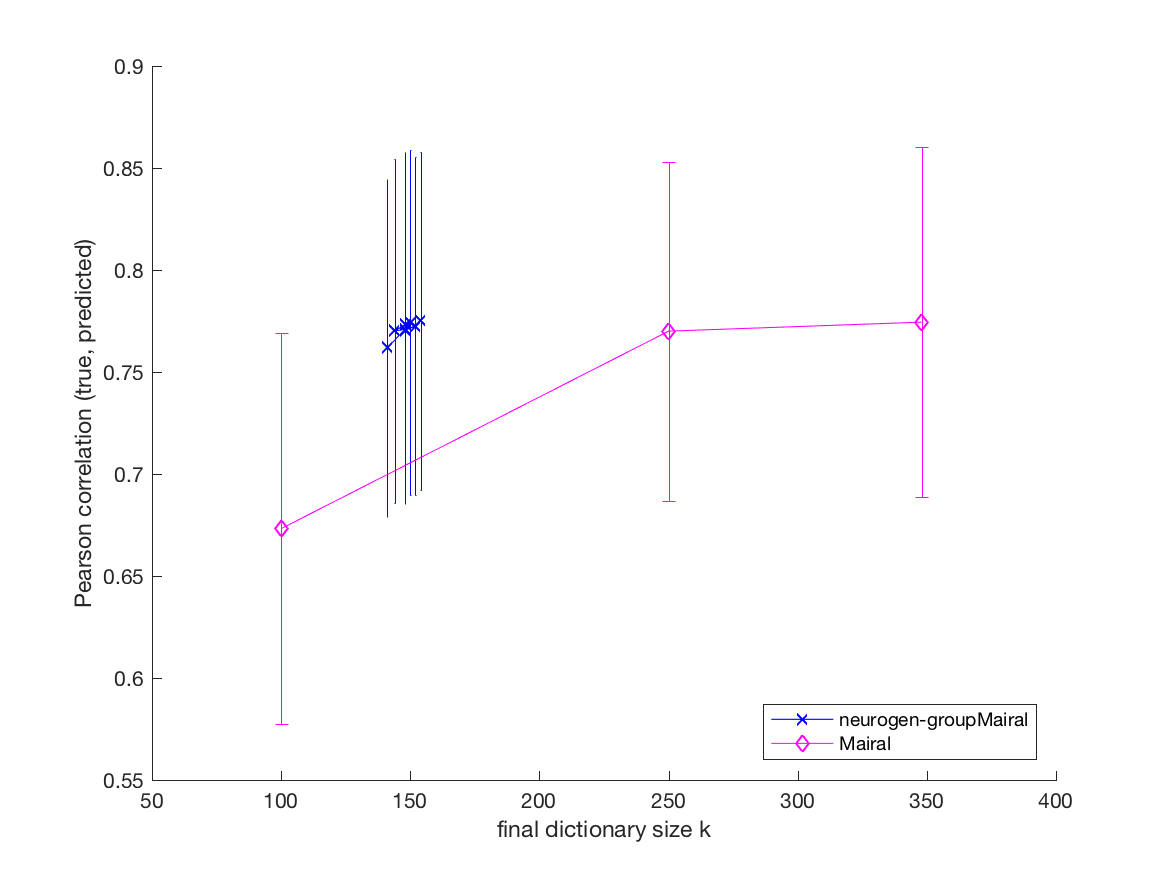 0.9
0.85
0.8
0.75
0.7
0.65
0.6
0.55
Pearson correlation (true, predicted)
50 100 150 200 250 300 350 400
final dictionary size k
neurogen-groupMairal
Mairal